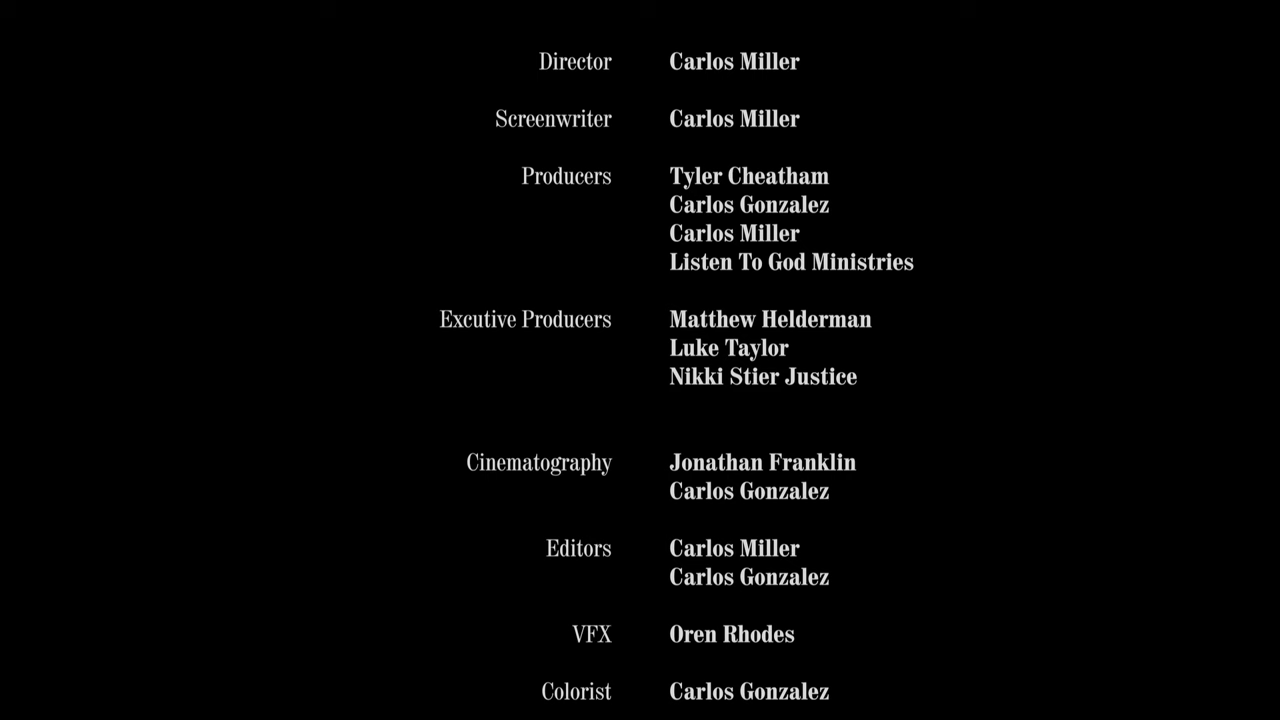 Director Carlos Miller
Screenwriter Carlos Miller
Producers Tyler Cheatham
Carlos Gonzalez
Carlos Miller
Listen To God Ministries
Excutive Producers Matthew Helderman
Luke Taylor
Nikki Stier Justice
Cinematography Jonathan Franklin
Carlos Gonzalez
Editors Carlos Miller
Carlos Gonzalez
VFX Oren Rhodes
Colorist Carlos Gonzalez